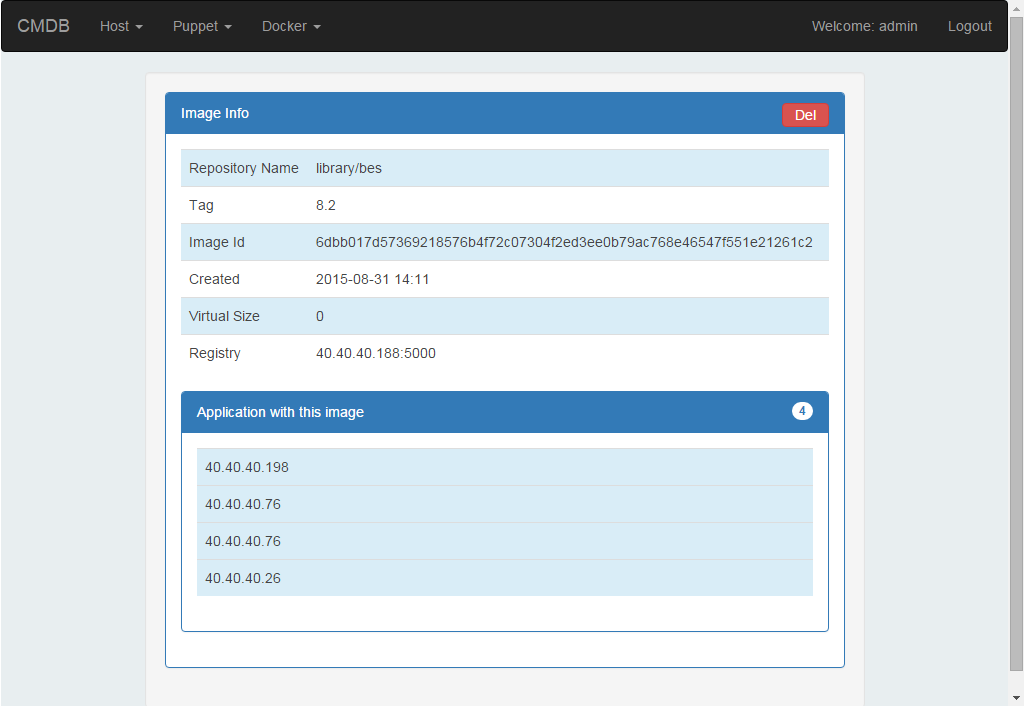 CMDB Host Puppet Docker Welcome: admin Logout
Image Info Del
Repository Name library/bes
Tag 8.2
Image Id 6dbb017d57369218576b4f72c07304f2ed3ee0b79ac768e46547f551e21261c2
Created 2015-08-31 14:11
Virtual Size 0
Registry 40.40.40.188:5000
Application with this image 4
40.40.40.198
40.40.40.76
40.40.40.76
40.40.40.26